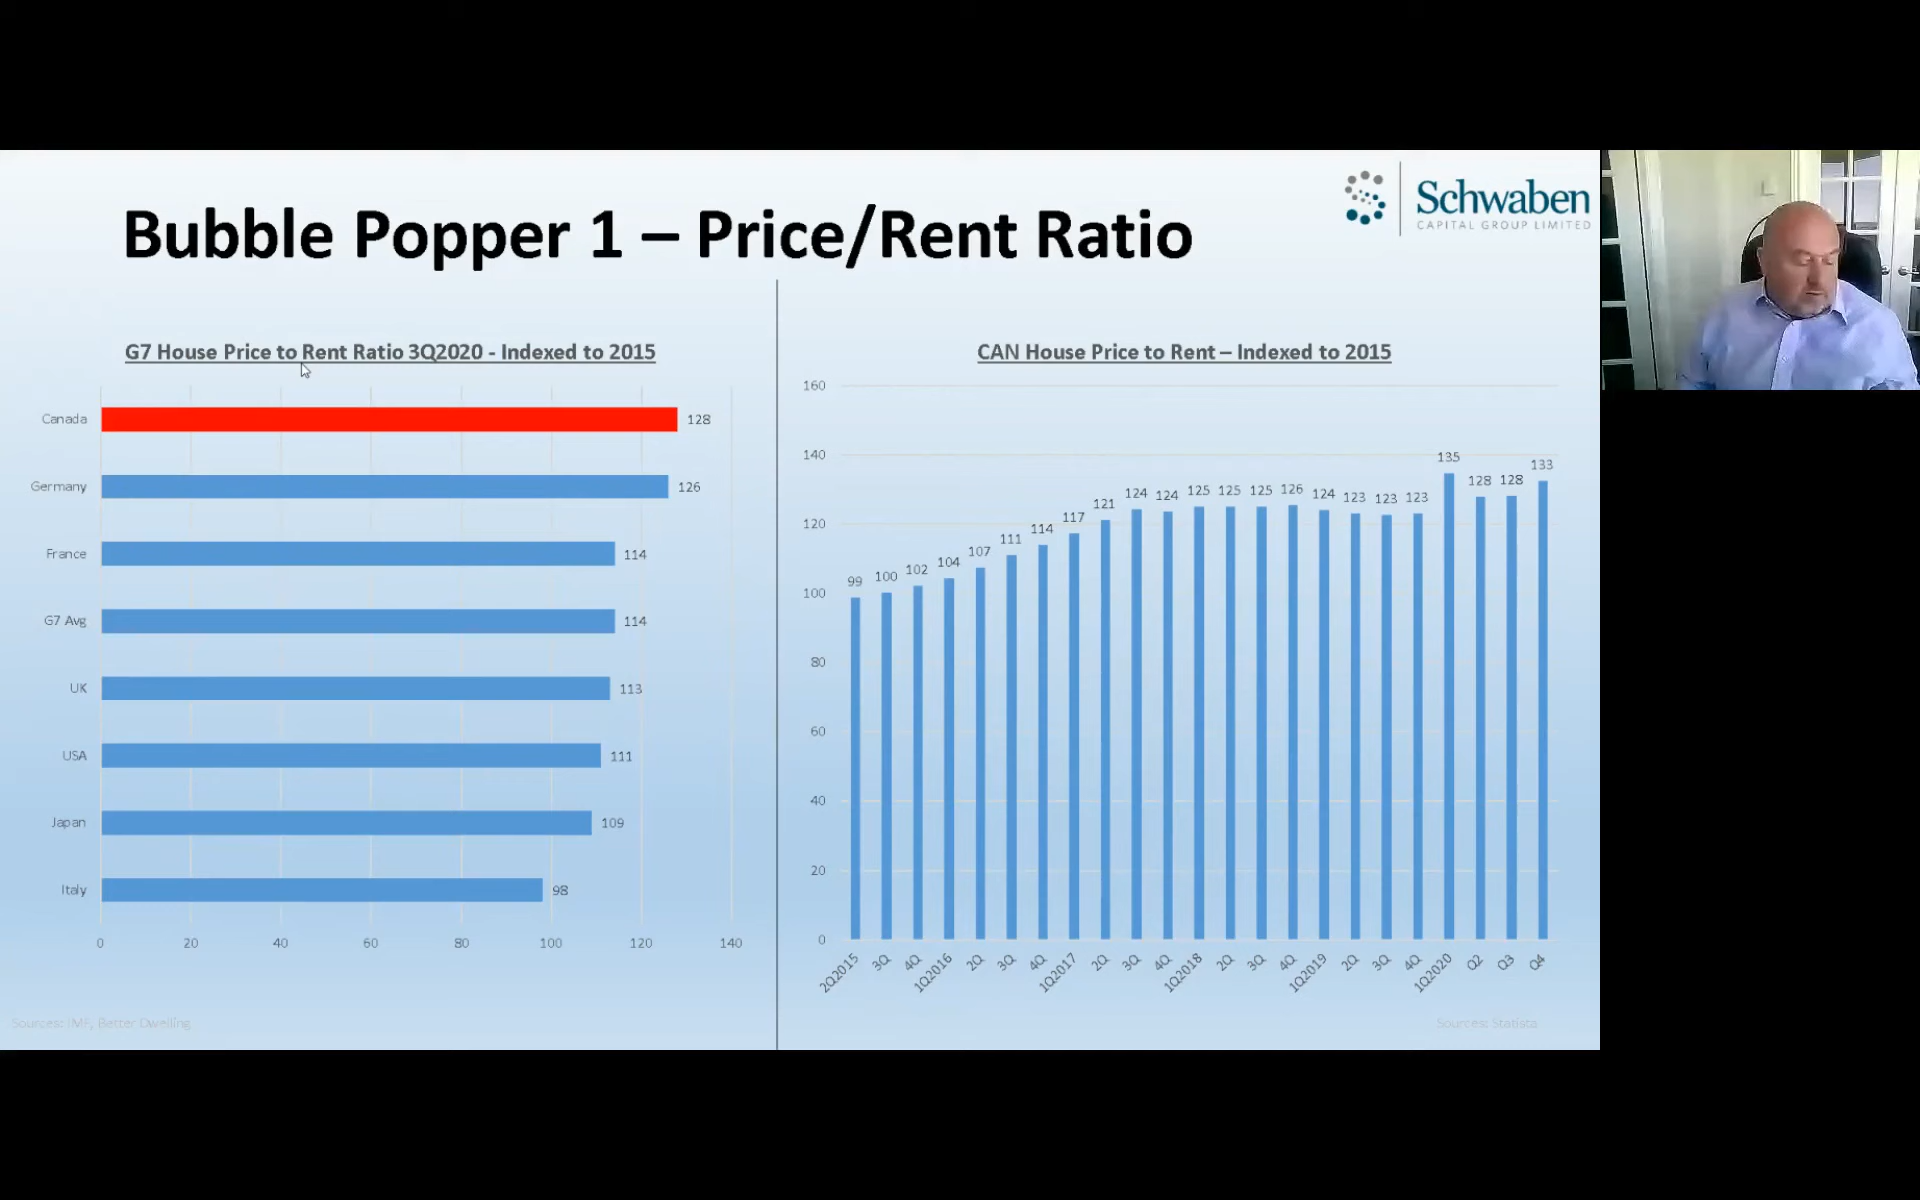 Bubble Popper 1 – Price/Rent Ratio
Schwaben
CAPITAL GROUP LIMITED
G7 House Price to Rent Ratio 3Q2020 - Indexed to 2015
Canada 128
Germany 126
France 114
G7 Avg 114
UK 113
USA 111
Japan 109
Italy 98
0 20 40 60 80 100 120 140
Sources: IMF, Better Dwelling
CAN House Price to Rent – Indexed to 2015
160
140
120
100
80
60
40
20
0
99 100 102 104 107 111 114 117 121 124 124 125 125 125 126 124 123 123 123 135 128 128 133
2Q2015 3Q 4Q 1Q2016 2Q 3Q 4Q 1Q2017 2Q 3Q 4Q 1Q2018 2Q 3Q 4Q 1Q2019 2Q 3Q 4Q 1Q2020 Q2 Q3 Q4
Sources: Statista